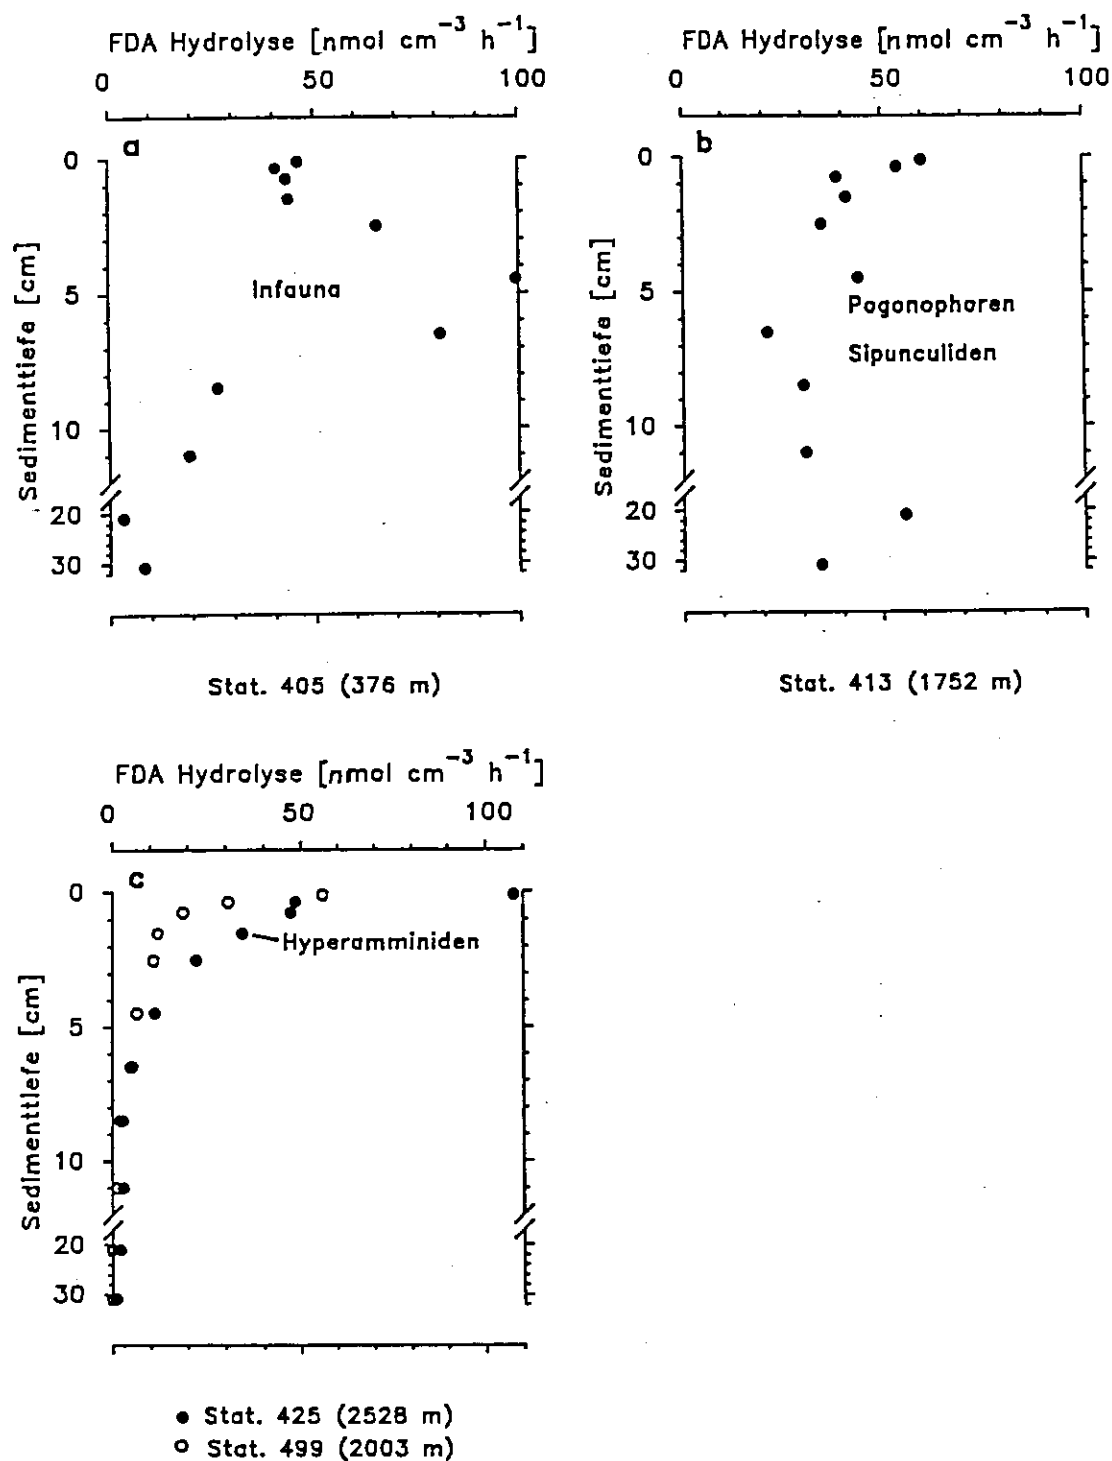 FDA Hydrolyse [nmol cm⁻³ h⁻¹]
0 50 100
a
0
5
10
20
30
Sedimenttiefe [cm]
Infauna
Stat. 405 (376 m)
FDA Hydrolyse [nmol cm⁻³ h⁻¹]
0 50 100
b
0
5
10
20
30
Sedimenttiefe [cm]
Pogonophoren
Sipunculiden
Stat. 413 (1752 m)
FDA Hydrolyse [nmol cm⁻³ h⁻¹]
0 50 100
c
0
5
10
20
30
Sedimenttiefe [cm]
Hyperamminiden
● Stat. 425 (2528 m)
○ Stat. 499 (2003 m)